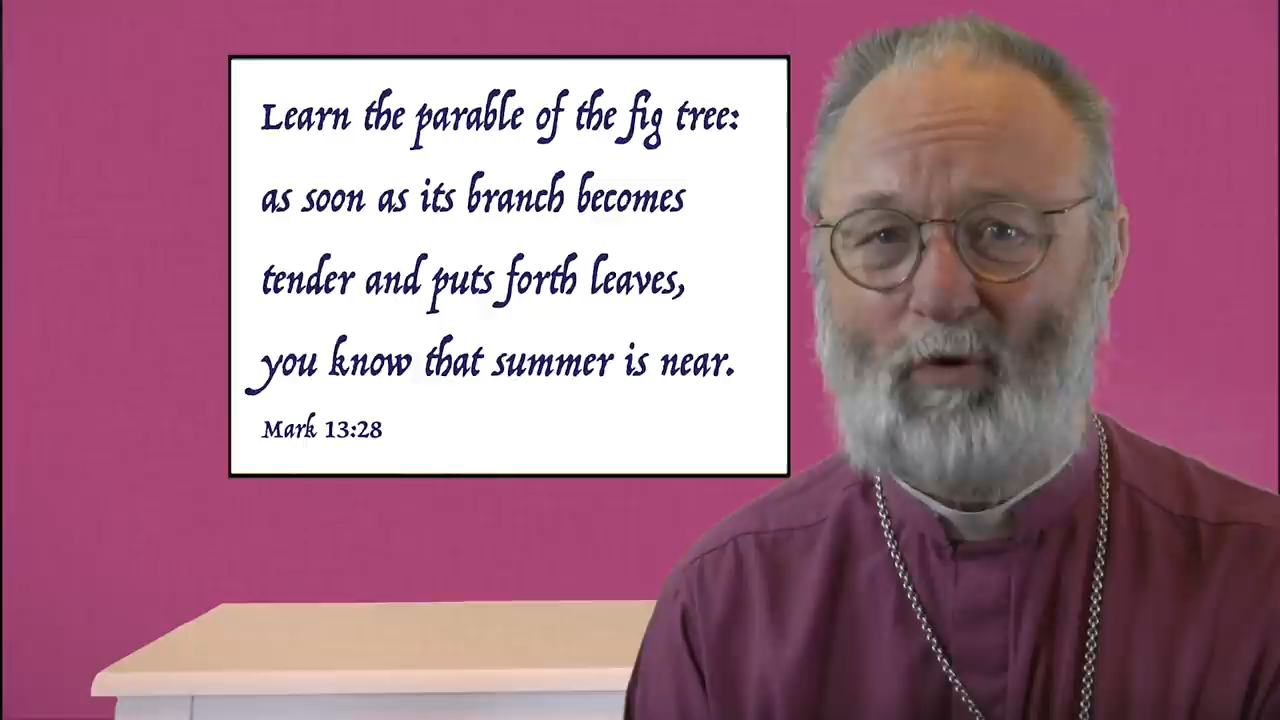 Learn the parable of the fig tree:
as soon as its branch becomes
tender and puts forth leaves,
you know that summer is near.
Mark 13:28